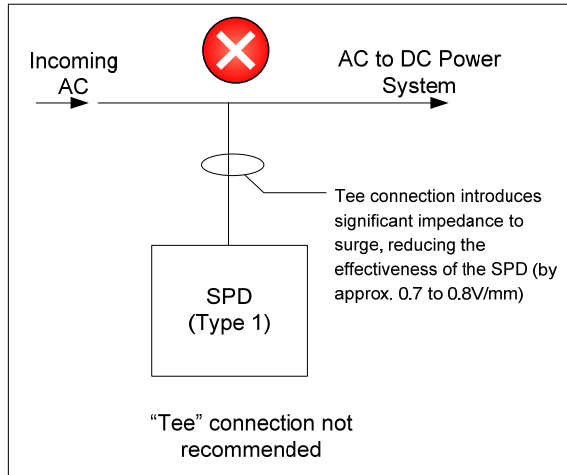 Incoming
AC
AC to DC Power
System
Tee connection introduces
significant impedance to
surge, reducing the
effectiveness of the SPD (by
approx. 0.7 to 0.8V/mm)
SPD
(Type 1)
“Tee” connection not
recommended